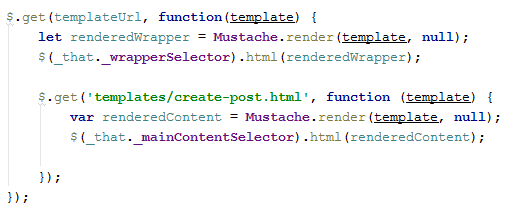 $.get(templateUrl, function(template) {
    let renderedWrapper = Mustache.render(template, null);
    $(_that._wrapperSelector).html(renderedWrapper);

    $.get('templates/create-post.html', function (template) {
        var renderedContent = Mustache.render(template, null);
        $(_that._mainContentSelector).html(renderedContent);

    });
});